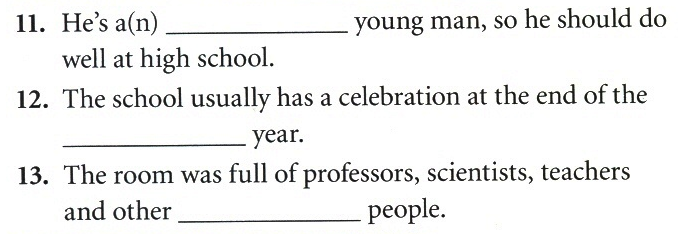 11. He's a(n) ______________ young man, so he should do
well at high school.
12. The school usually has a celebration at the end of the
______________ year.
13. The room was full of professors, scientists, teachers
and other ______________ people.